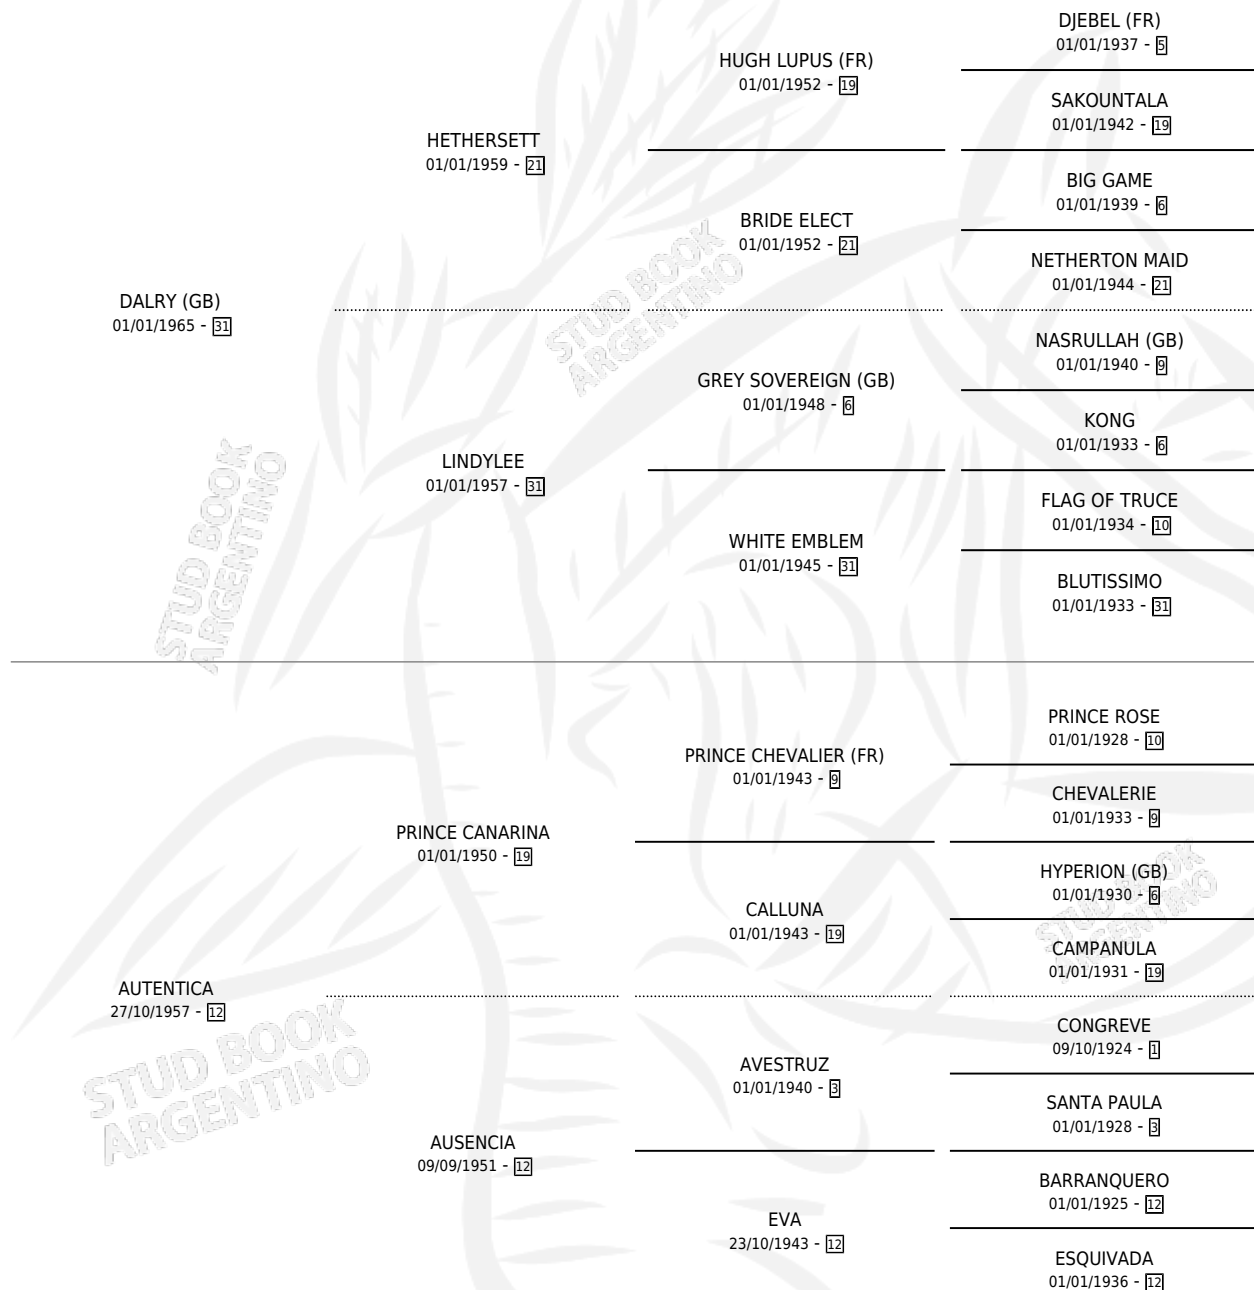 DJEBEL (FR)
01/01/1937 - 5
HUGH LUPUS (FR)
01/01/1952 - 19
SAKOUNTALA
01/01/1942 - 19
HETHERSETT
01/01/1959 - 21
BIG GAME
01/01/1939 - 6
BRIDE ELECT
01/01/1952 - 21
NETHERTON MAID
01/01/1944 - 21
DALRY (GB)
01/01/1965 - 31
STUD BOOK
ARGENTINO
NASRULLAH (GB)
01/01/1940 - 9
GREY SOVEREIGN (GB)
01/01/1948 - 6
KONG
01/01/1933 - 6
LINDYLEE
01/01/1957 - 31
FLAG OF TRUCE
01/01/1934 - 10
WHITE EMBLEM
01/01/1945 - 31
BLUTISSIMO
01/01/1933 - 31
STUD BOOK
ARGENTINO
PRINCE ROSE
01/01/1928 - 10
PRINCE CHEVALIER (FR)
01/01/1943 - 9
CHEVALERIE
01/01/1933 - 9
PRINCE CANARINA
01/01/1950 - 19
HYPERION (GB)
01/01/1930 - 6
CALLUNA
01/01/1943 - 19
CAMPANULA
01/01/1931 - 19
STUD BOOK
ARGENTINO
AUTENTICA
27/10/1957 - 12
CONGREVE
09/10/1924 - 1
AVESTRUZ
01/01/1940 - 3
SANTA PAULA
01/01/1928 - 3
STUD BOOK
ARGENTINO
AUSENCIA
09/09/1951 - 12
BARRANQUERO
01/01/1925 - 12
EVA
23/10/1943 - 12
ESQUIVADA
01/01/1936 - 12